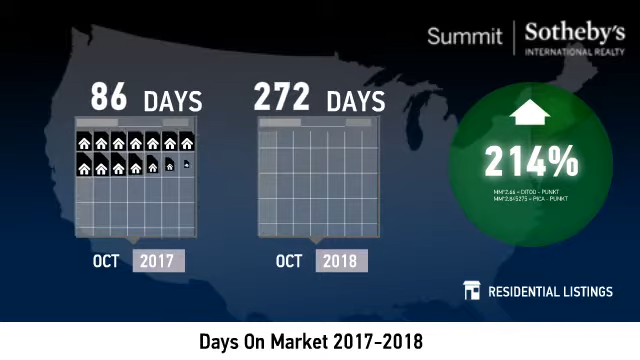 Summit | Sotheby's
INTERNATIONAL REALTY
86 DAYS
272 DAYS
214%
OCT 2017
OCT 2018
RESIDENTIAL LISTINGS
Days On Market 2017-2018